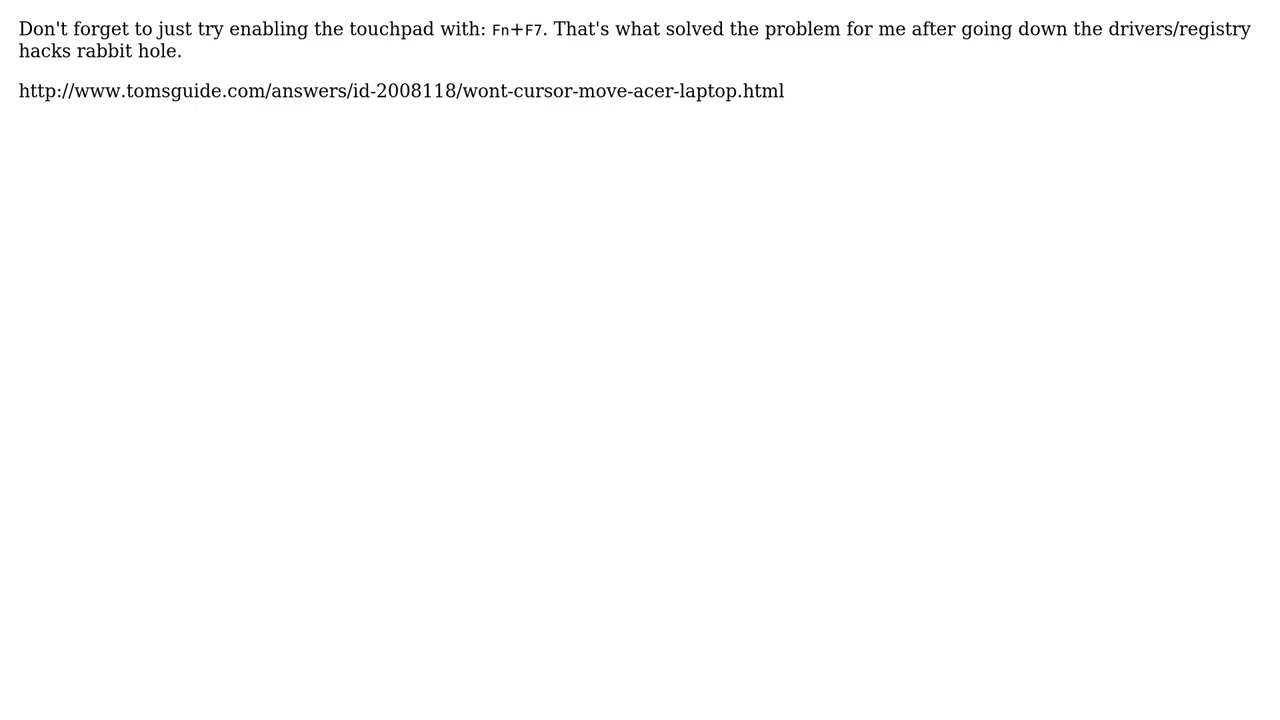 Don't forget to just try enabling the touchpad with: Fn+F7. That's what solved the problem for me after going down the drivers/registry
hacks rabbit hole.
http://www.tomsguide.com/answers/id-2008118/wont-cursor-move-acer-laptop.html